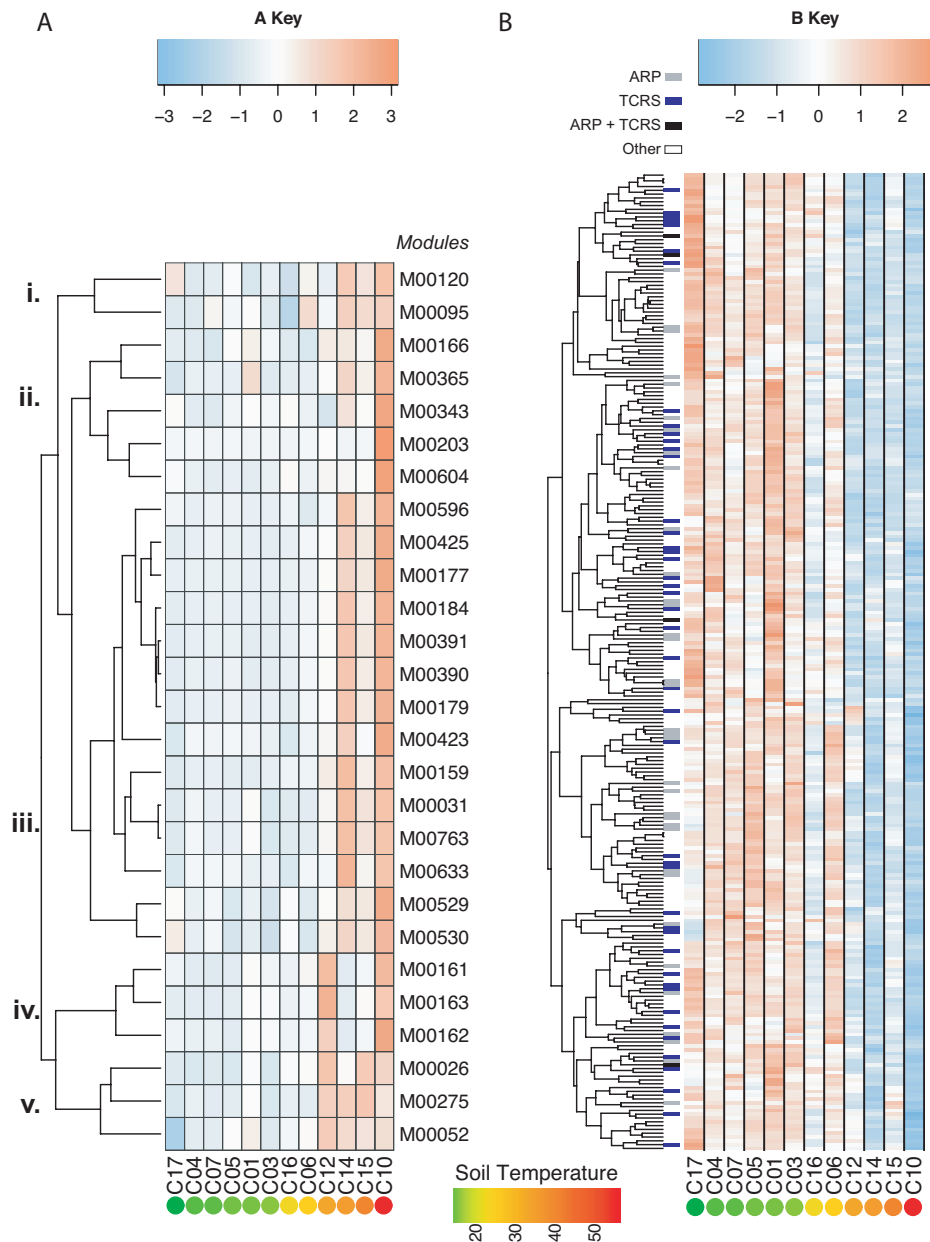 A
A Key
−3 −2 −1 0 1 2 3
Modules
i.
ii.
iii.
iv.
v.
M00120
M00095
M00166
M00365
M00343
M00203
M00604
M00596
M00425
M00177
M00184
M00391
M00390
M00179
M00423
M00159
M00031
M00763
M00633
M00529
M00530
M00161
M00163
M00162
M00026
M00275
M00052
C17 C04 C07 C05 C01 C03 C16 C06 C12 C14 C15 C10
Soil Temperature
20 30 40 50
B
B Key
−2 −1 0 1 2
ARP
TCRS
ARP + TCRS
Other
C17 C04 C07 C05 C01 C03 C16 C06 C12 C14 C15 C10